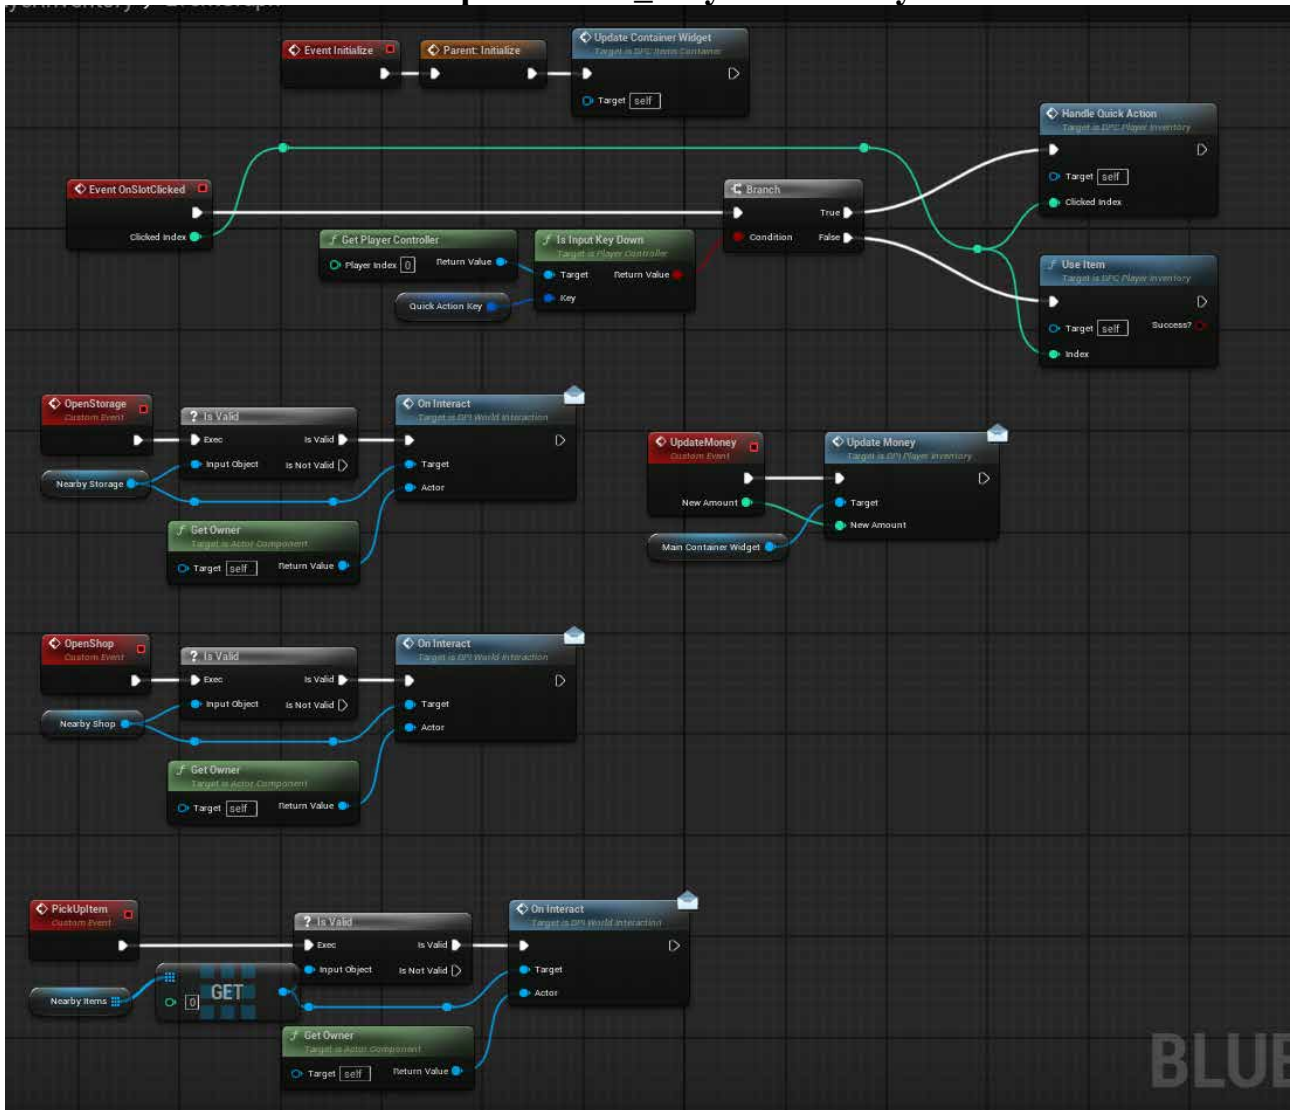 Event Initialize
Parent: Initialize
Update Container Widget
Target is BPC Items Container
Target self
Handle Quick Action
Target is BPC Player Inventory
Target self
Clicked Index
Event OnSlotClicked
Clicked Index
Branch
True
Condition
False
Get Player Controller
Player Index 0
Return Value
Is Input Key Down
Target is Player Controller
Target
Return Value
Key
Quick Action Key
Use Item
Target is BPC Player Inventory
Target self
Success?
Index
OpenStorage
Custom Event
? Is Valid
Exec
Is Valid
Input Object
Is Not Valid
Nearby Storage
On Interact
Target is BPI World Interaction
Target
Actor
Get Owner
Target is Actor Component
Target self
Return Value
UpdateMoney
Custom Event
New Amount
Update Money
Target is BPI Player Inventory
Target
New Amount
Main Container Widget
OpenShop
Custom Event
? Is Valid
Exec
Is Valid
Input Object
Is Not Valid
Nearby Shop
On Interact
Target is BPI World Interaction
Target
Actor
Get Owner
Target is Actor Component
Target self
Return Value
PickUpItem
Custom Event
? Is Valid
Exec
Is Valid
Input Object
Is Not Valid
Nearby Items
0
GET
On Interact
Target is BPI World Interaction
Target
Actor
Get Owner
Target is Actor Component
Target self
Return Value
BLUE